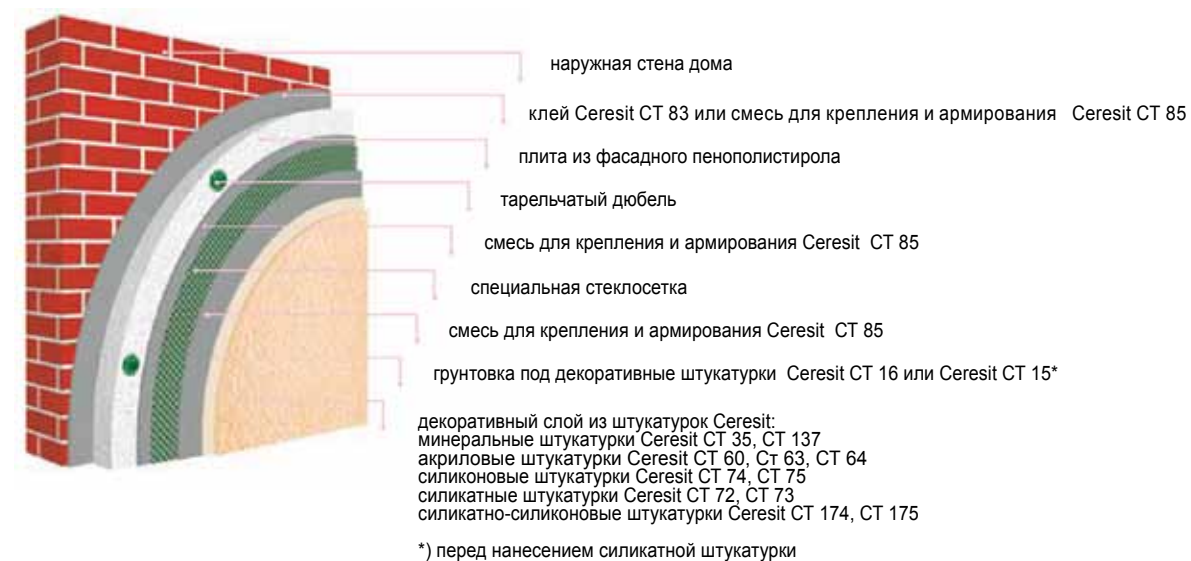 наружная стена дома
клей Ceresit CT 83 или смесь для крепления и армирования Ceresit CT 85
плита из фасадного пенополистирола
тарельчатый дюбель
смесь для крепления и армирования Ceresit CT 85
специальная стеклосетка
смесь для крепления и армирования Ceresit CT 85
грунтовка под декоративные штукатурки Ceresit CT 16 или Ceresit CT 15*
декоративный слой из штукатурок Ceresit:
минеральные штукатурки Ceresit CT 35, CT 137
акриловые штукатурки Ceresit CT 60, Ст 63, CT 64
силиконовые штукатурки Ceresit CT 74, CT 75
силикатные штукатурки Ceresit CT 72, CT 73
силикатно-силиконовые штукатурки Ceresit CT 174, CT 175
*) перед нанесением силикатной штукатурки